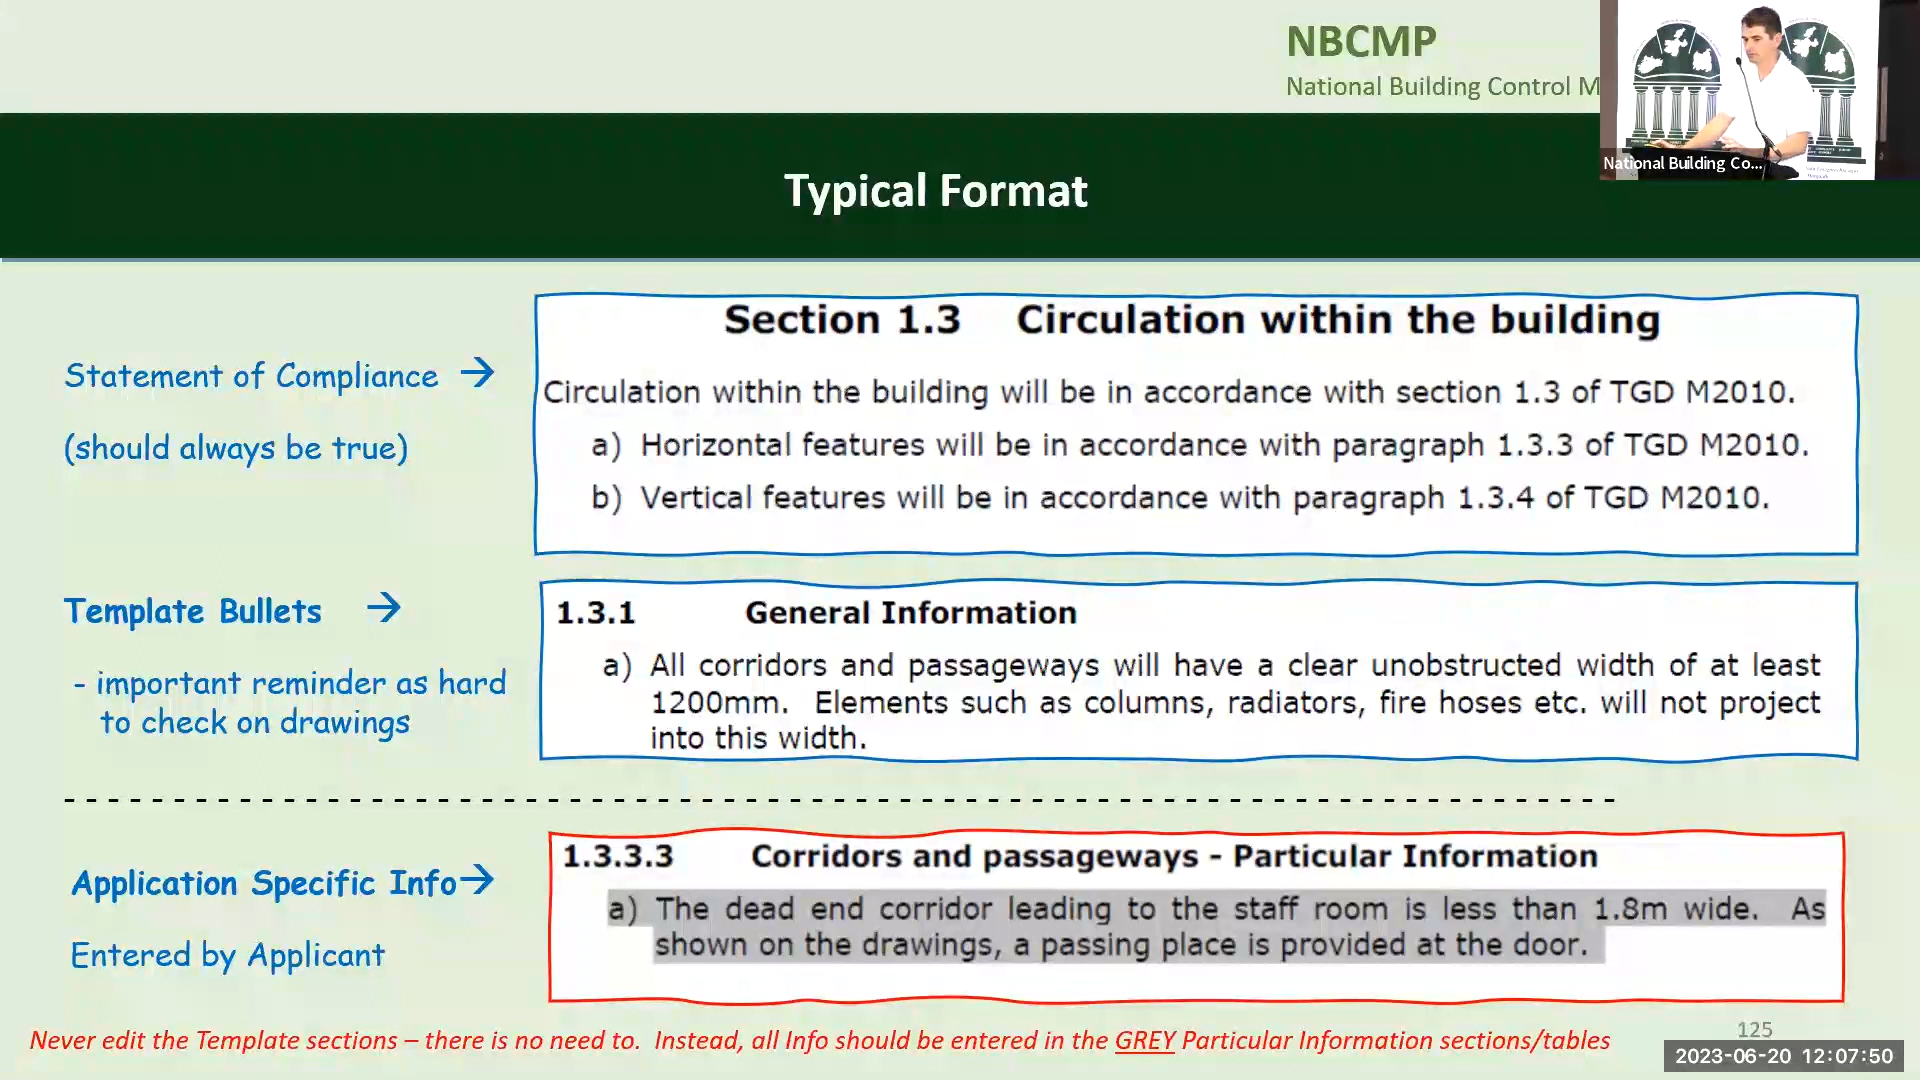 NBCMP
National Building Control M
National Building Co...
Typical Format
Statement of Compliance →
(should always be true)
Section 1.3 Circulation within the building
Circulation within the building will be in accordance with section 1.3 of TGD M2010.
a) Horizontal features will be in accordance with paragraph 1.3.3 of TGD M2010.
b) Vertical features will be in accordance with paragraph 1.3.4 of TGD M2010.
Template Bullets →
- important reminder as hard
to check on drawings
1.3.1 General Information
a) All corridors and passageways will have a clear unobstructed width of at least
1200mm. Elements such as columns, radiators, fire hoses etc. will not project
into this width.
Application Specific Info→
Entered by Applicant
1.3.3.3 Corridors and passageways - Particular Information
a) The dead end corridor leading to the staff room is less than 1.8m wide. As
shown on the drawings, a passing place is provided at the door.
Never edit the Template sections – there is no need to. Instead, all Info should be entered in the GREY Particular Information sections/tables
125
2023-06-20 12:07:50